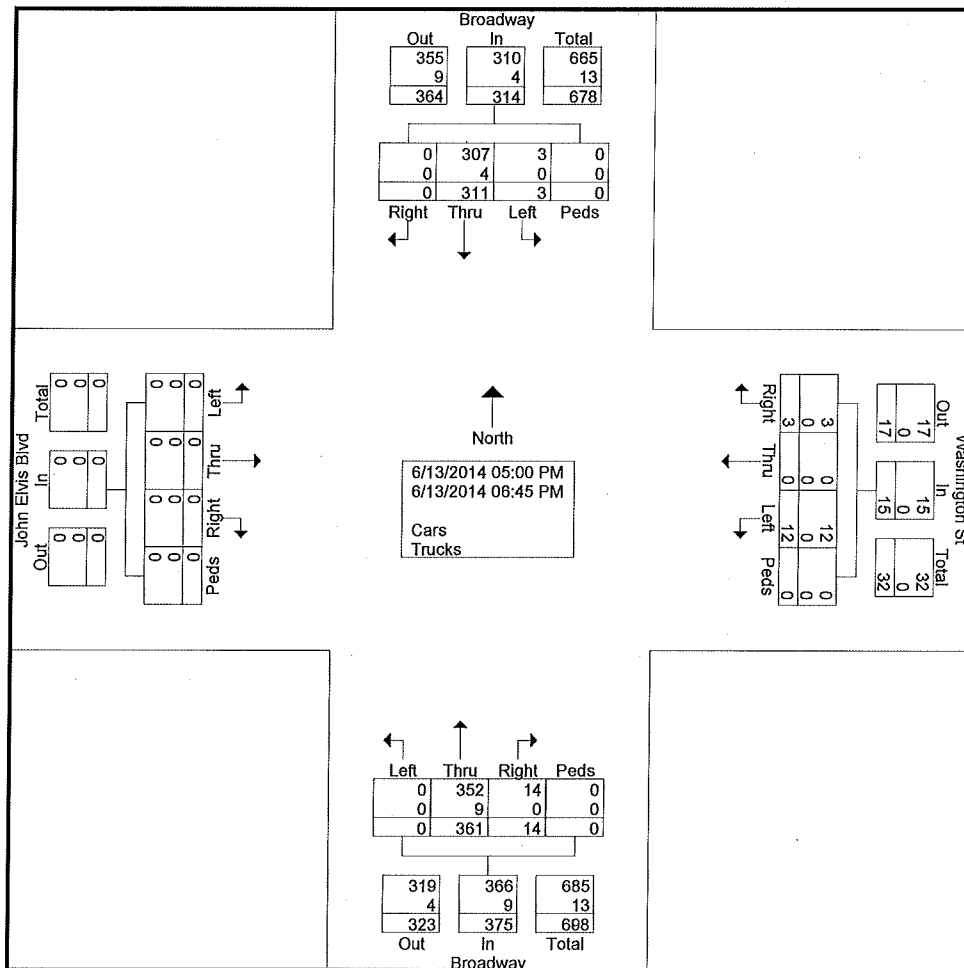 Broadway
Out In Total
355 310 665
9 4 13
364 314 678
0 307 3 0
0 4 0 0
0 311 3 0
Right Thru Left Peds
John Elvis Blvd
Total In Out
0 0 0
0 0 0
0 0 0
0 0 0 0
0 0 0 0
0 0 0 0
Left Thru Right Peds
North
6/13/2014 05:00 PM
6/13/2014 06:45 PM
Cars
Trucks
Washington St
Out In Total
17 15 32
0 0 0
17 15 32
3 0 12 0
0 0 0 0
3 0 12 0
Right Thru Left Peds
Left Thru Right Peds
0 352 14 0
0 9 0 0
0 361 14 0
319 366 685
4 9 13
323 375 698
Out In Total
Broadway